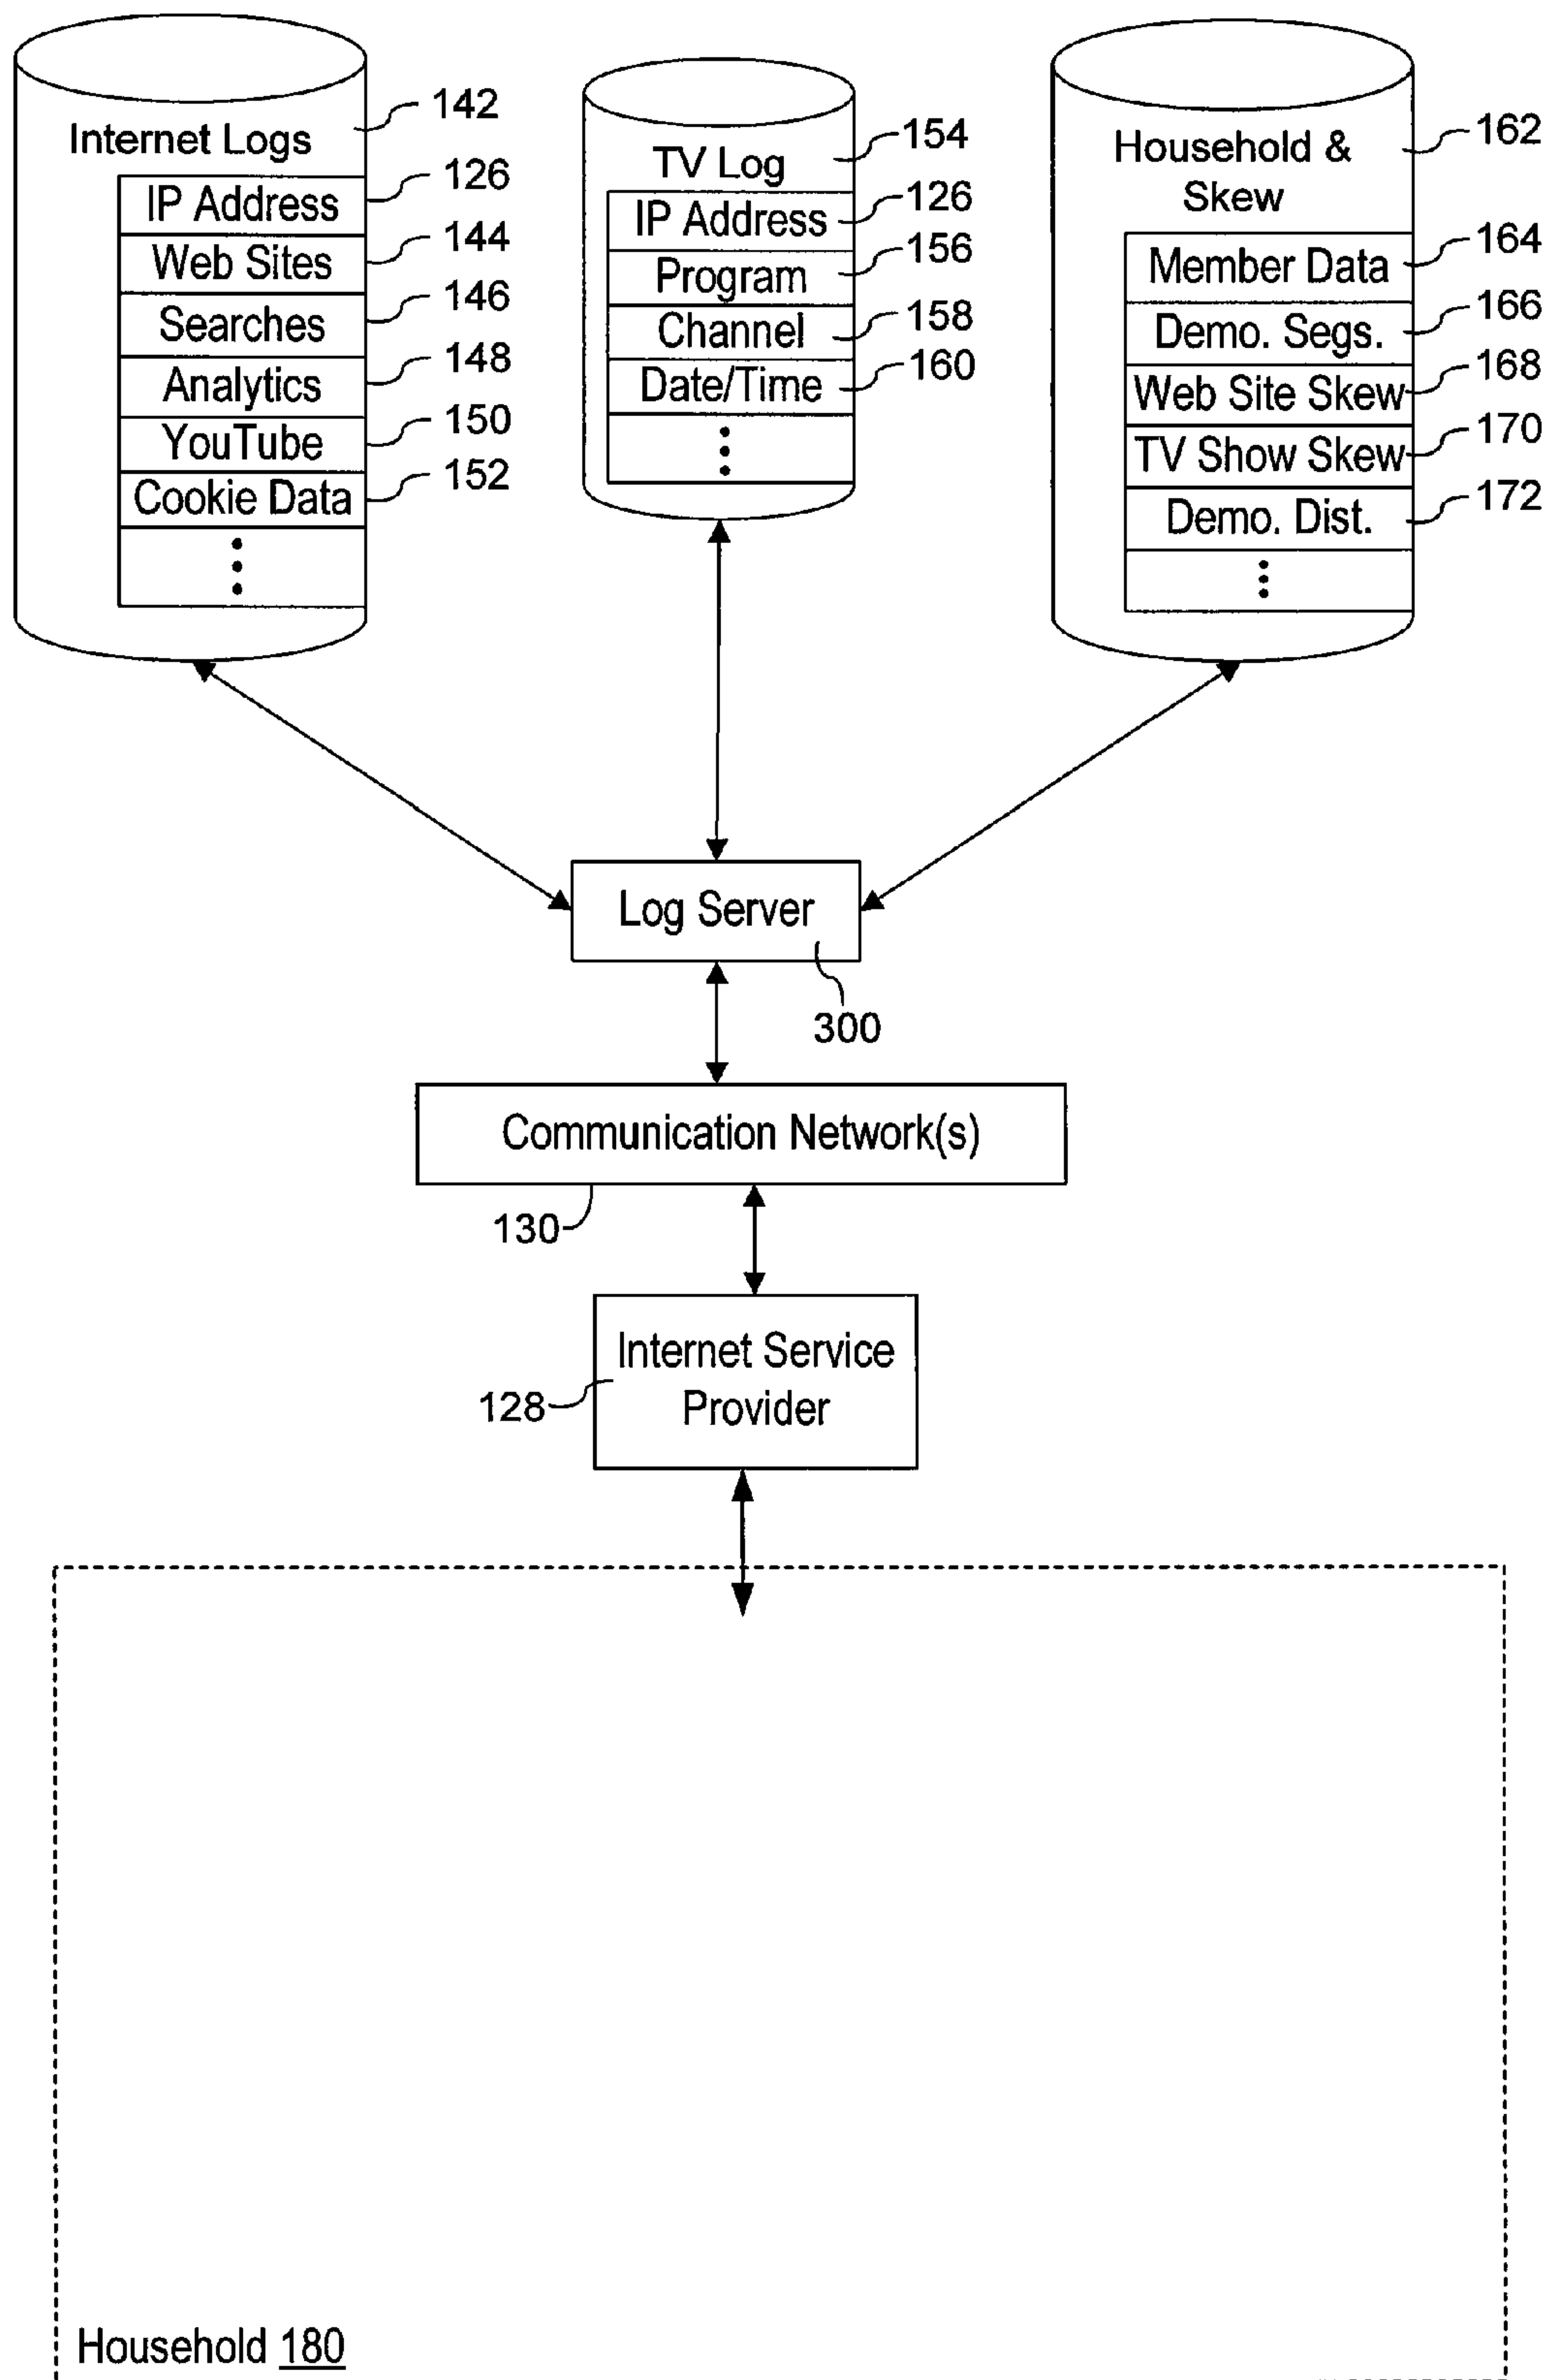 Internet Logs
142
IP Address
126
Web Sites
144
Searches
146
Analytics
148
YouTube
150
Cookie Data
152
TV Log
154
IP Address
126
Program
156
Channel
158
Date/Time
160
Household &
Skew
162
Member Data
164
Demo. Segs.
166
Web Site Skew
168
TV Show Skew
170
Demo. Dist.
172
Log Server
300
Communication Network(s)
130
Internet Service
Provider
128
Household 180